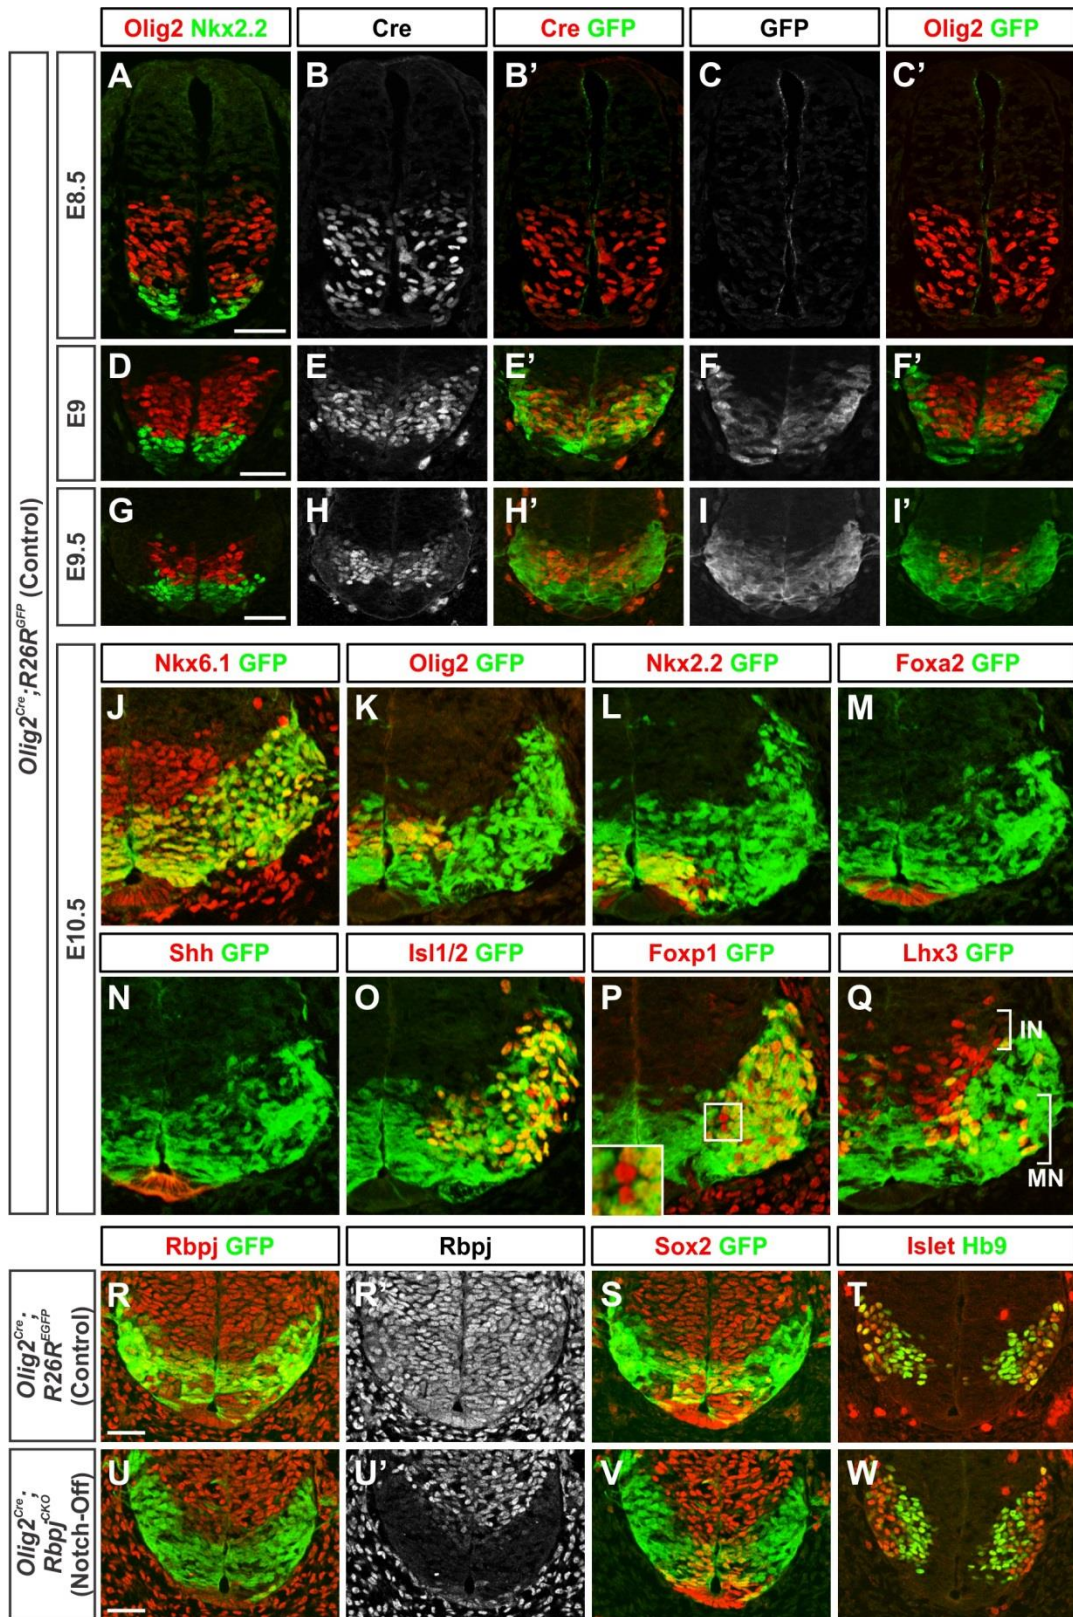 Olig2 Nkx2.2 Cre Cre GFP GFP Olig2 GFP
A B B’ C C’
E8.5
D E E’ F F’
E9
G H H’ I I’
E9.5
Olig2Cre;R26RGFP (Control)
Nkx6.1 GFP Olig2 GFP Nkx2.2 GFP Foxa2 GFP
J K L M
E10.5
Shh GFP Isl1/2 GFP Foxp1 GFP Lhx3 GFP
N O P Q
IN
MN
Rbpj GFP Rbpj Sox2 GFP Islet Hb9
R R’ S T
Olig2Cre;
R26REGFP
(Control)
U U’ V W
Olig2Cre;
RbpjCKO
(Notch-Off)